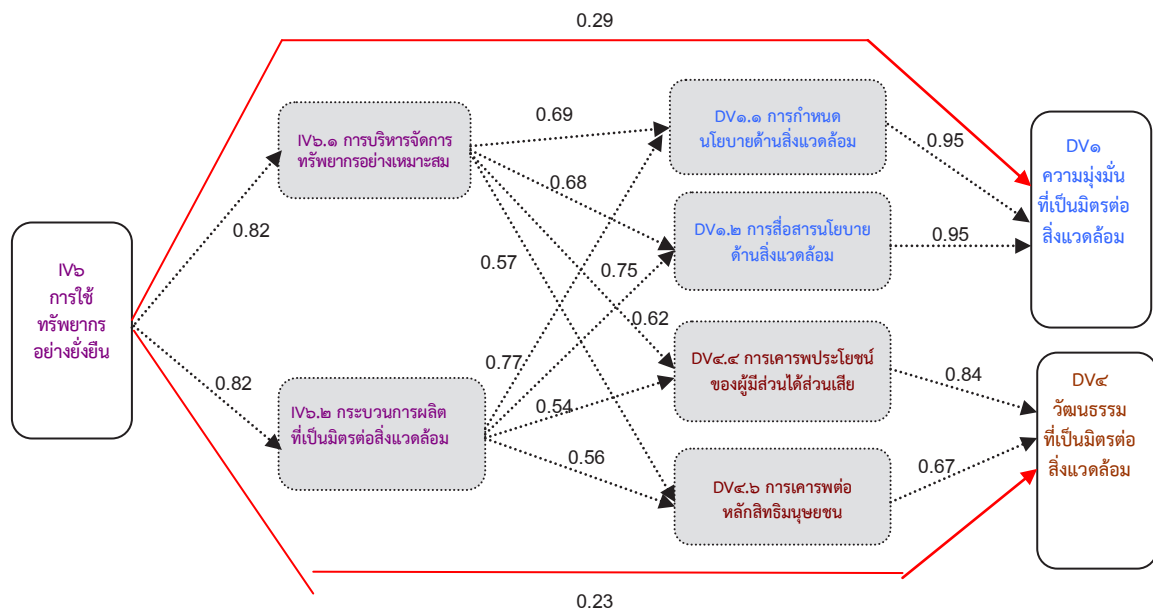 0.29
IV๖
การใช้
ทรัพยากร
อย่างยั่งยืน
0.82
0.82
IV๖.๑ การบริหารจัดการ
ทรัพยากรอย่างเหมาะสม
IV๖.๒ กระบวนการผลิต
ที่เป็นมิตรต่อสิ่งแวดล้อม
0.69
0.68
0.57
0.75
0.62
0.77
0.54
0.56
DV๑.๑ การกำหนด
นโยบายด้านสิ่งแวดล้อม
DV๑.๒ การสื่อสารนโยบาย
ด้านสิ่งแวดล้อม
DV๔.๔ การเคารพประโยชน์
ของผู้มีส่วนได้ส่วนเสีย
DV๔.๖ การเคารพต่อ
หลักสิทธิมนุษยชน
0.95
0.95
0.84
0.67
DV๑
ความมุ่งมั่น
ที่เป็นมิตรต่อ
สิ่งแวดล้อม
DV๔
วัฒนธรรม
ที่เป็นมิตรต่อ
สิ่งแวดล้อม
0.23